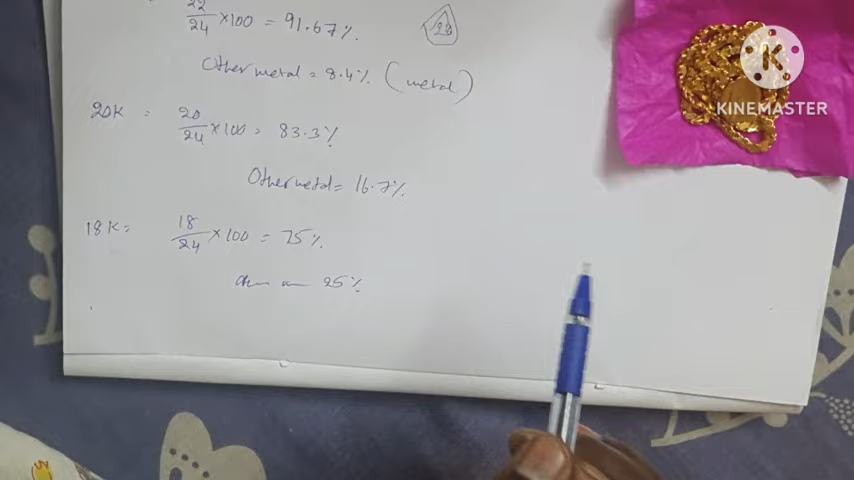 22/24 ×100 = 91.67%.
Other metal = 8.4% (metal)
20K = 20/24 ×100 = 83.3%
Other metal = 16.7%.
18K = 18/24 ×100 = 75%
25%
KINEMASTER